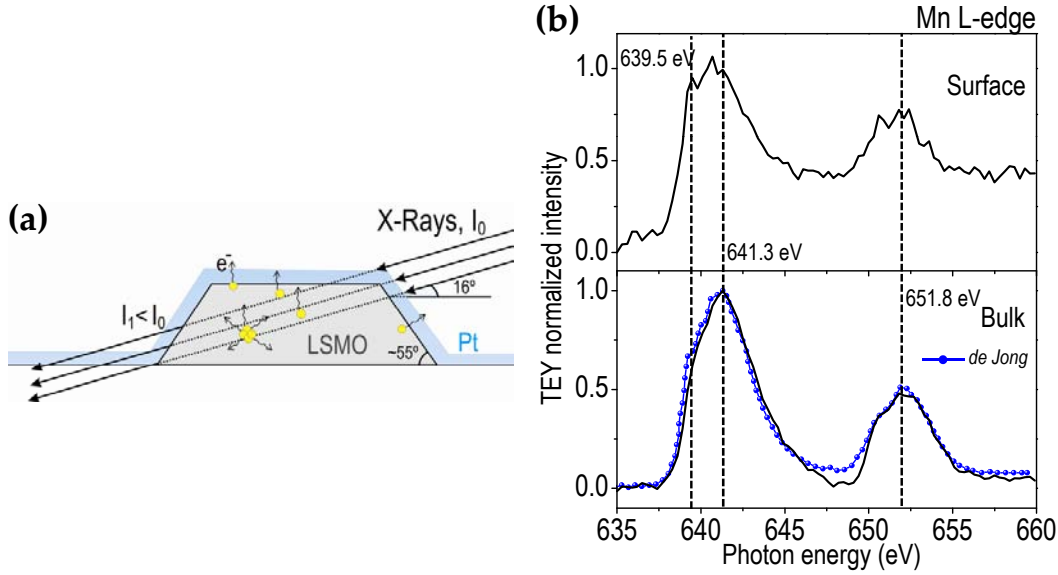 (a)
X-Rays, I₀
e⁻
16º
I₁< I₀
LSMO
~55º
Pt
(b)
Mn L-edge
639.5 eV
Surface
1.0
0.5
0.0
641.3 eV
651.8 eV
Bulk
de Jong
1.0
0.5
0.0
TEY normalized intensity
635 640 645 650 655 660
Photon energy (eV)